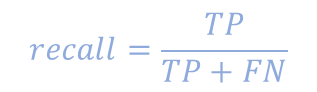 recall = TP / TP + FN